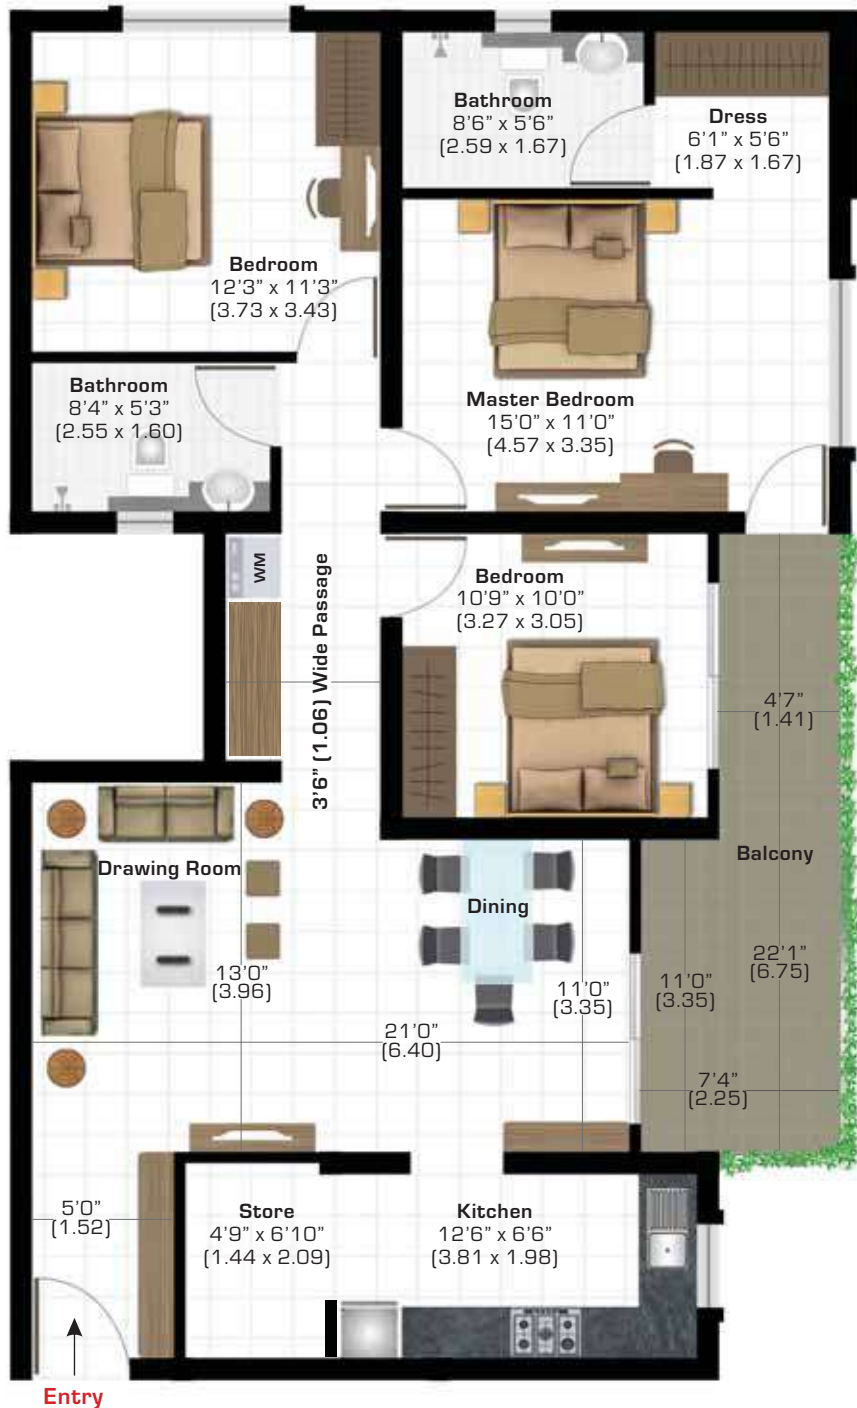 Bathroom
8'6” x 5'6”
(2.59 x 1.67)
Dress
6'1” x 5'6”
(1.87 x 1.67)
Bedroom
12'3” x 11'3”
(3.73 x 3.43)
Bathroom
8'4” x 5'3”
(2.55 x 1.60)
Master Bedroom
15'0” x 11'0”
(4.57 x 3.35)
WM
3'6” (1.06) Wide Passage
Bedroom
10'9” x 10'0”
(3.27 x 3.05)
4'7”
(1.41)
Drawing Room
Dining
Balcony
13'0”
(3.96)
11'0”
(3.35)
11'0”
(3.35)
22'1”
(6.75)
21'0”
(6.40)
7'4”
(2.25)
5'0”
(1.52)
Store
4'9” x 6'10”
(1.44 x 2.09)
Kitchen
12'6” x 6'6”
(3.81 x 1.98)
Entry